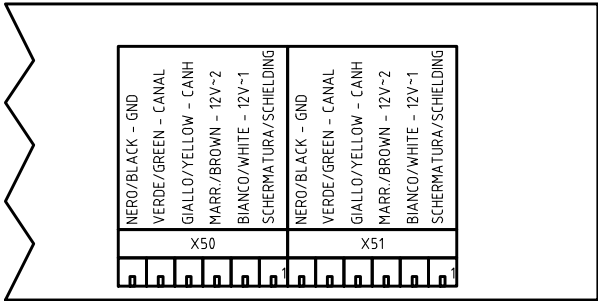 NERO/BLACK - GND
VERDE/GREEN - CANAL
GIALLO/YELLOW - CANH
MARR./BROWN - 12V~2
BIANCO/WHITE - 12V~1
SCHERMATURA/SCHIELDING
NERO/BLACK - GND
VERDE/GREEN - CANAL
GIALLO/YELLOW - CANH
MARR./BROWN - 12V~2
BIANCO/WHITE - 12V~1
SCHERMATURA/SCHIELDING
X50
X51
1
1